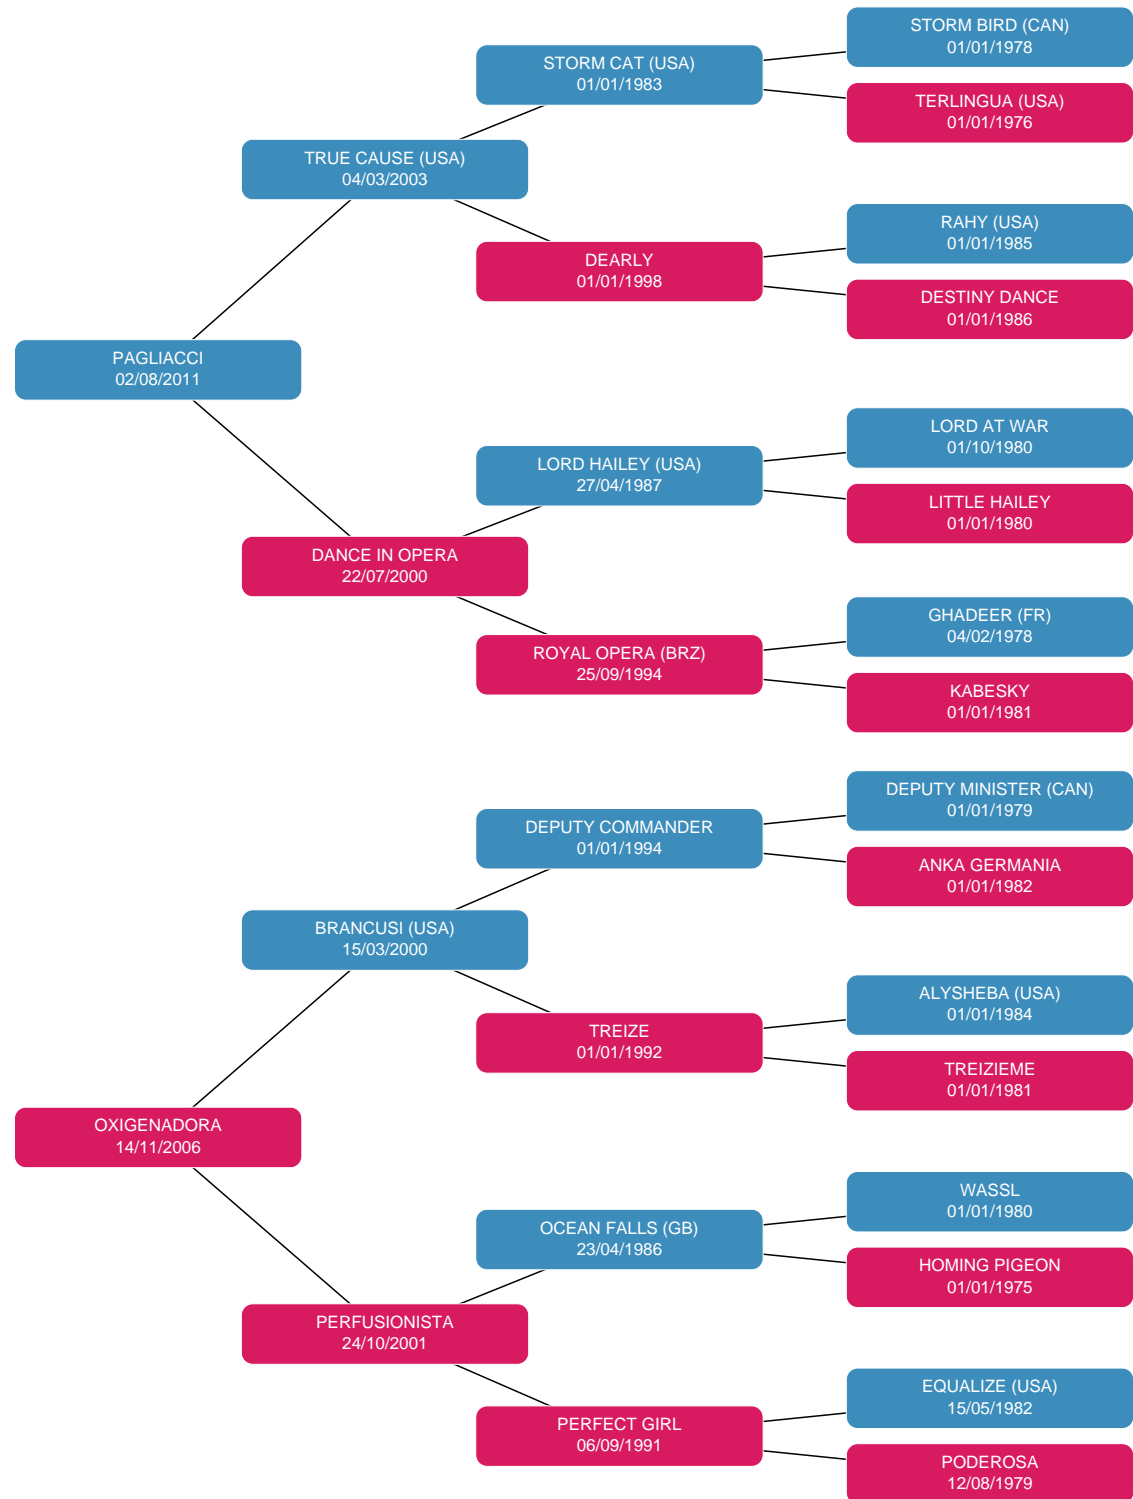 STORM BIRD (CAN)
01/01/1978
STORM CAT (USA)
01/01/1983
TERLINGUA (USA)
01/01/1976
TRUE CAUSE (USA)
04/03/2003
RAHY (USA)
01/01/1985
DEARLY
01/01/1998
DESTINY DANCE
01/01/1986
PAGLIACCI
02/08/2011
LORD AT WAR
01/10/1980
LORD HAILEY (USA)
27/04/1987
LITTLE HAILEY
01/01/1980
DANCE IN OPERA
22/07/2000
GHADEER (FR)
04/02/1978
ROYAL OPERA (BRZ)
25/09/1994
KABESKY
01/01/1981
DEPUTY MINISTER (CAN)
01/01/1979
DEPUTY COMMANDER
01/01/1994
ANKA GERMANIA
01/01/1982
BRANCUSI (USA)
15/03/2000
ALYSHEBA (USA)
01/01/1984
TREIZE
01/01/1992
TREIZIEME
01/01/1981
OXIGENADORA
14/11/2006
WASSL
01/01/1980
OCEAN FALLS (GB)
23/04/1986
HOMING PIGEON
01/01/1975
PERFUSIONISTA
24/10/2001
EQUALIZE (USA)
15/05/1982
PERFECT GIRL
06/09/1991
PODEROSA
12/08/1979